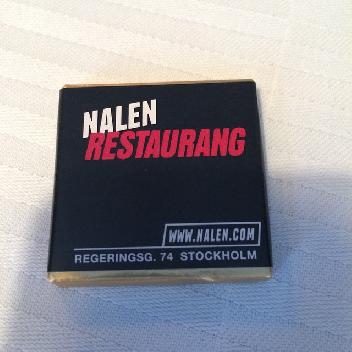 NALEN
RESTAURANG
WWW.NALEN.COM
REGERINGSG. 74 STOCKHOLM